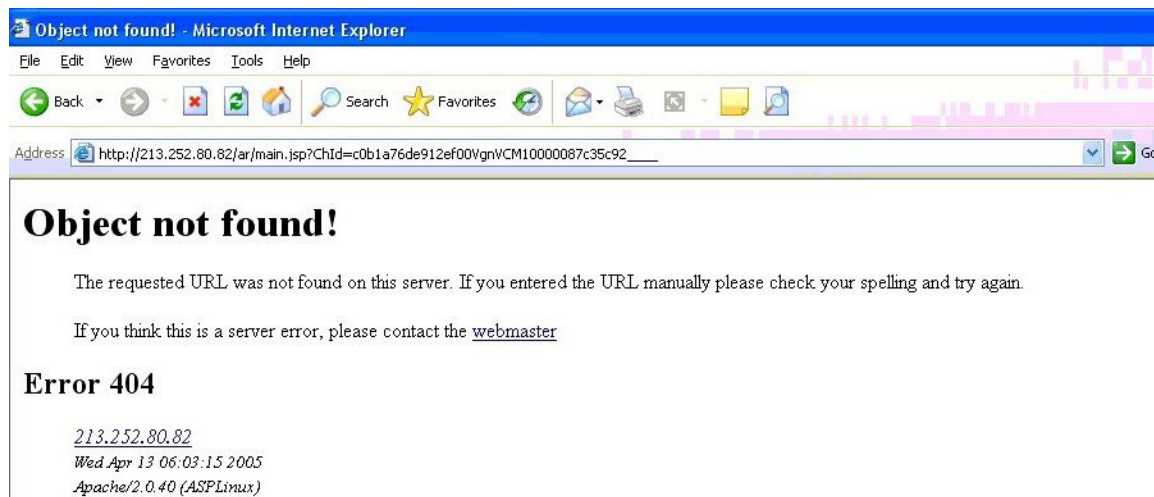 Object not found! - Microsoft Internet Explorer
File Edit View Favorites Tools Help
Back Search Favorites
Address http://213.252.80.82/ar/main.jsp?ChId=c0b1a76de912ef00VgnVCM10000087c35c92____ Go
Object not found!
The requested URL was not found on this server. If you entered the URL manually please check your spelling and try again.
If you think this is a server error, please contact the webmaster
Error 404
213.252.80.82
Wed Apr 13 06:03:15 2005
Apache/2.0.40 (ASPLinux)